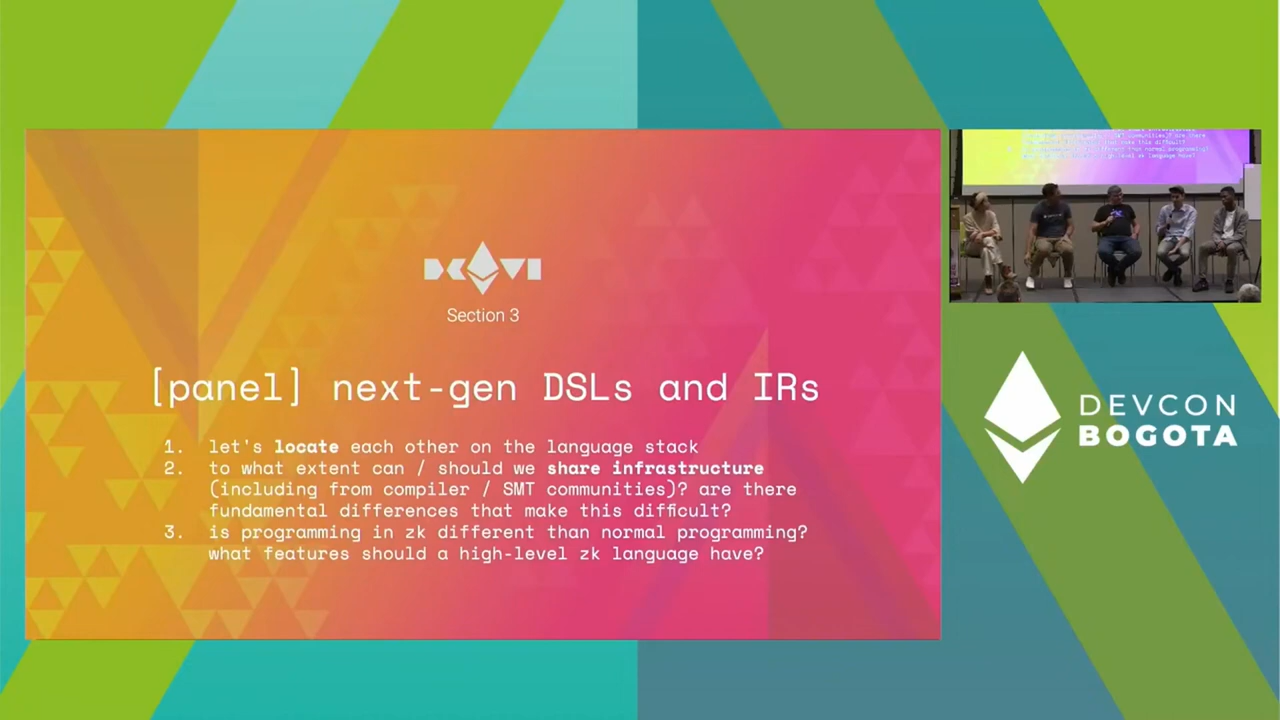 Section 3
[panel] next-gen DSLs and IRs
1. let's locate each other on the language stack
2. to what extent can / should we share infrastructure
(including from compiler / SMT communities)? are there
fundamental differences that make this difficult?
3. is programming in zk different than normal programming?
what features should a high-level zk language have?
DEVCON
BOGOTA